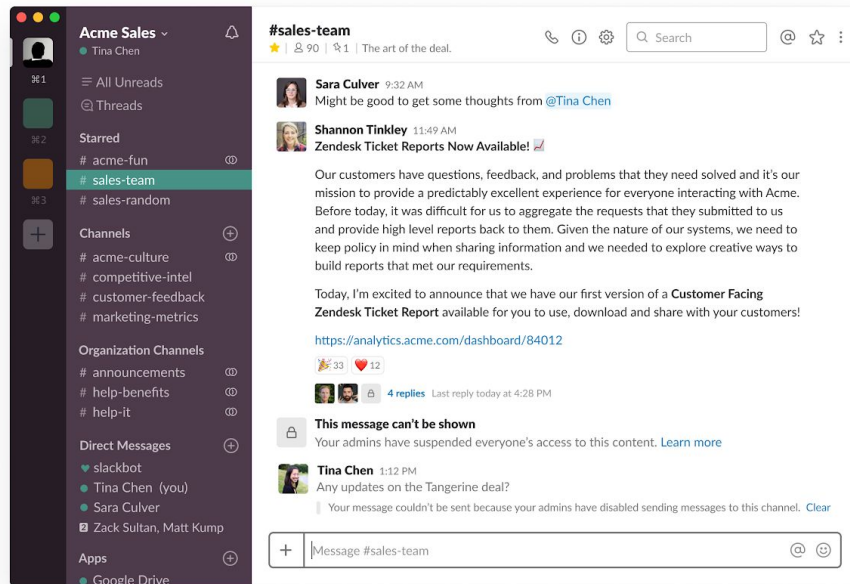 Acme Sales
Tina Chen
⌘1
⌘2
⌘3
All Unreads
Threads
Starred
# acme-fun
# sales-team
# sales-random
Channels
# acme-culture
# competitive-intel
# customer-feedback
# marketing-metrics
Organization Channels
# announcements
# help-benefits
# help-it
Direct Messages
slackbot
Tina Chen (you)
Sara Culver
2 Zack Sultan, Matt Kump
Apps
Google Drive
#sales-team
90 | 1 | The art of the deal.
Search
Sara Culver 9:32 AM
Might be good to get some thoughts from @Tina Chen
Shannon Tinkley 11:49 AM
Zendesk Ticket Reports Now Available!
Our customers have questions, feedback, and problems that they need solved and it's our
mission to provide a predictably excellent experience for everyone interacting with Acme.
Before today, it was difficult for us to aggregate the requests that they submitted to us
and provide high level reports back to them. Given the nature of our systems, we need to
keep policy in mind when sharing information and we needed to explore creative ways to
build reports that met our requirements.
Today, I'm excited to announce that we have our first version of a Customer Facing
Zendesk Ticket Report available for you to use, download and share with your customers!
https://analytics.acme.com/dashboard/84012
33 12
4 replies Last reply today at 4:28 PM
This message can't be shown
Your admins have suspended everyone's access to this content. Learn more
Tina Chen 1:12 PM
Any updates on the Tangerine deal?
Your message couldn't be sent because your admins have disabled sending messages to this channel. Clear
Message #sales-team